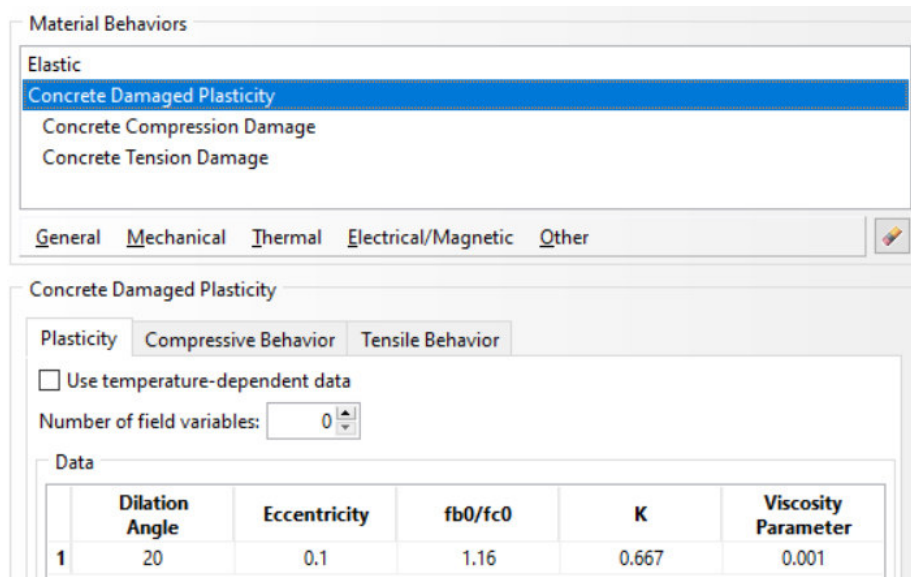 Material Behaviors
Elastic
Concrete Damaged Plasticity
Concrete Compression Damage
Concrete Tension Damage
General Mechanical Thermal Electrical/Magnetic Other
Concrete Damaged Plasticity
Plasticity Compressive Behavior Tensile Behavior
Use temperature-dependent data
Number of field variables: 0
Data
Dilation Angle Eccentricity fb0/fc0 K Viscosity Parameter
1 20 0.1 1.16 0.667 0.001